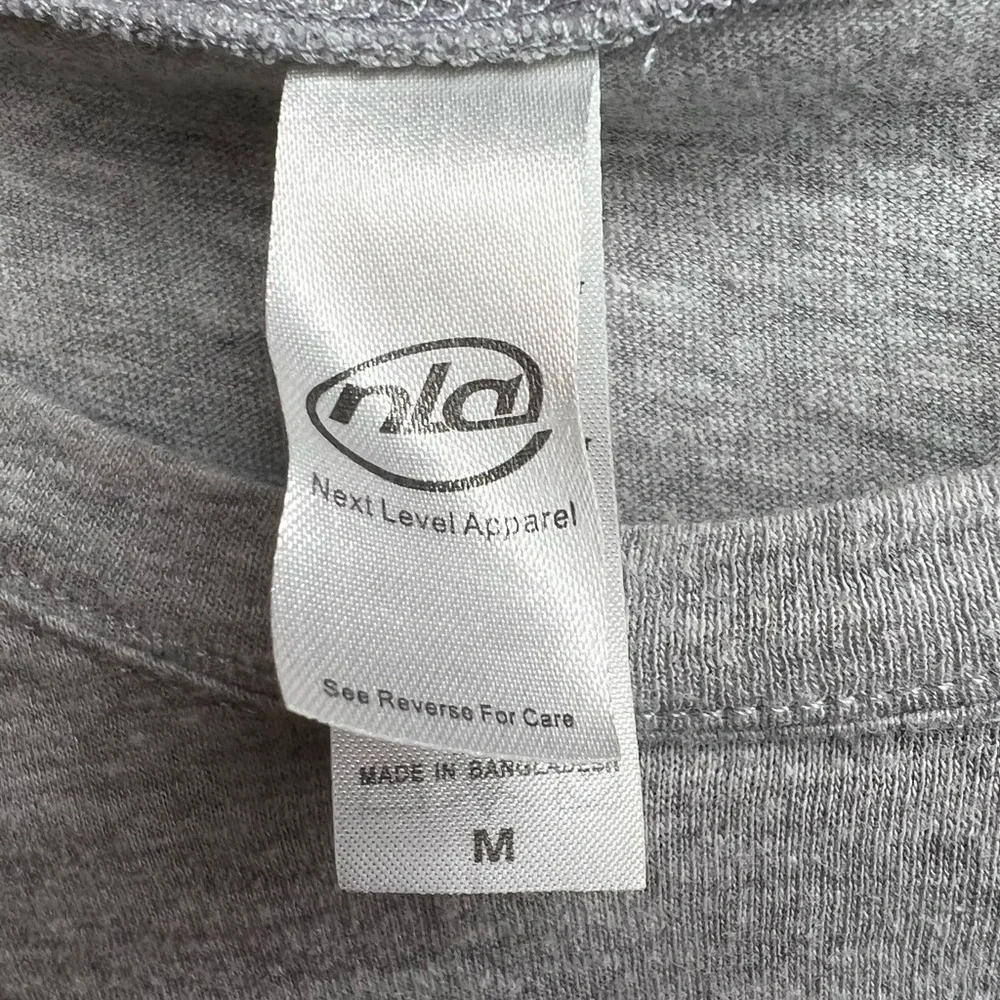 nla
Next Level Apparel
See Reverse For Care
MADE IN BANGLADESH
M